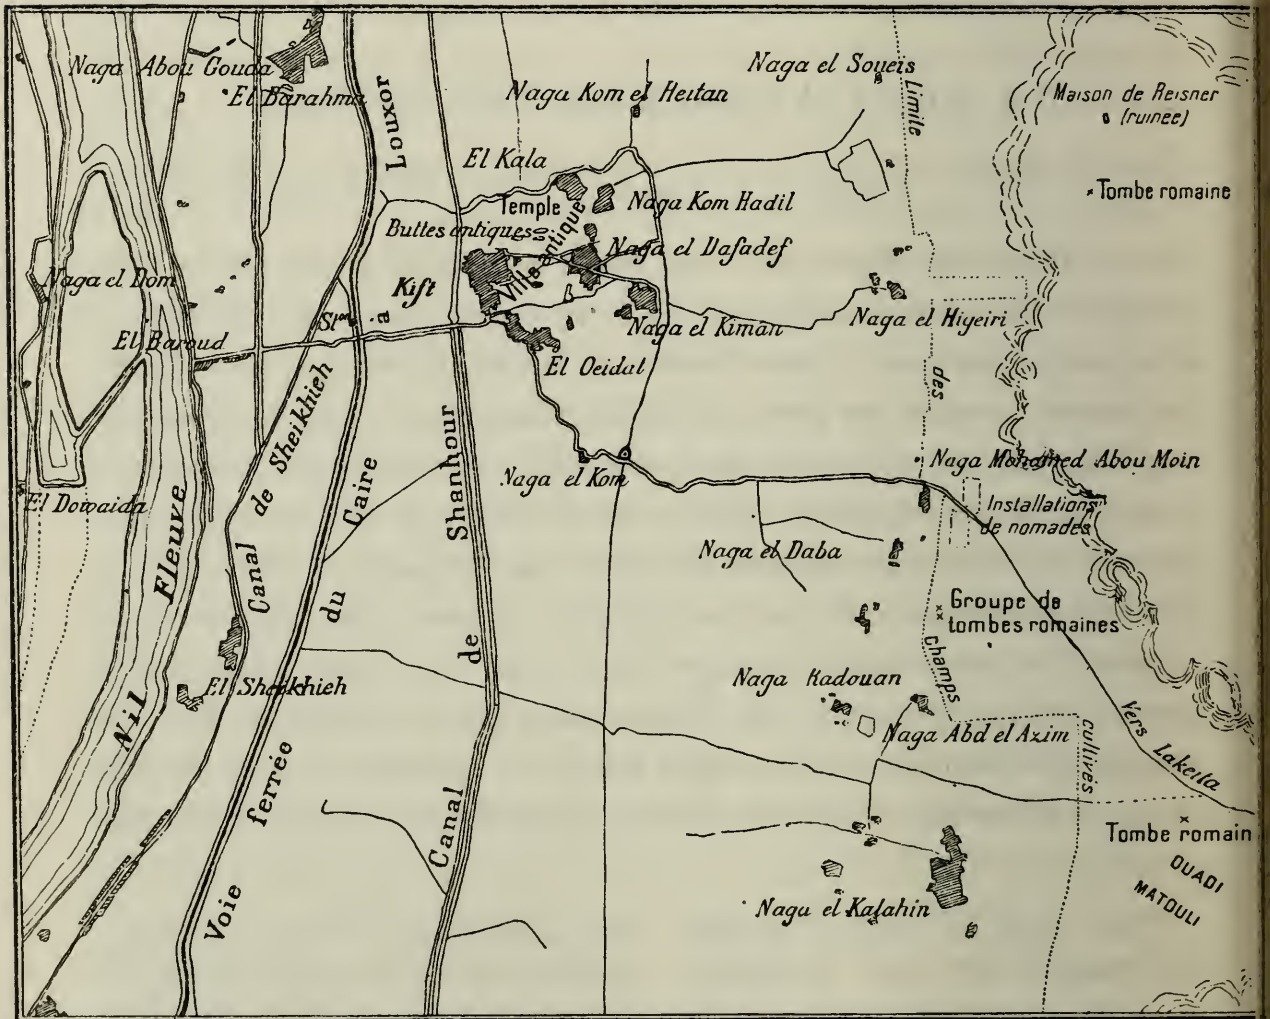 Naga Abou Gouda
El Barahma
Louxor
Naga Kom el Heitan
Naga el Soueis
Limite
Maison de Reisner
(ruinee)
El Kala
Temple
Naga Kom Hadil
Tombe romaine
Buttes antiques
Ville antique
Naga el Dafadef
Naga el Dom
Kift
Ston
a
Naga el Kiman
Naga el Higeiri
El Baroud
El Oeidat
des
Canal de Sheikhieh
Caire
Shanhour
Naga el Kom
Naga Mohamed Abou Moin
El Dowaida
Installations
de nomades
Fleuve
Naga el Daba
du
Groupe de
tombes romaines
Champs
de
El Sheikhieh
Naga Radouan
Nil
Naga Abd el Azim
cultivés
Vers Lakeita
ferrée
Canal
Tombe romain
OUADI
MATOULI
Voie
Naga el Kalahin